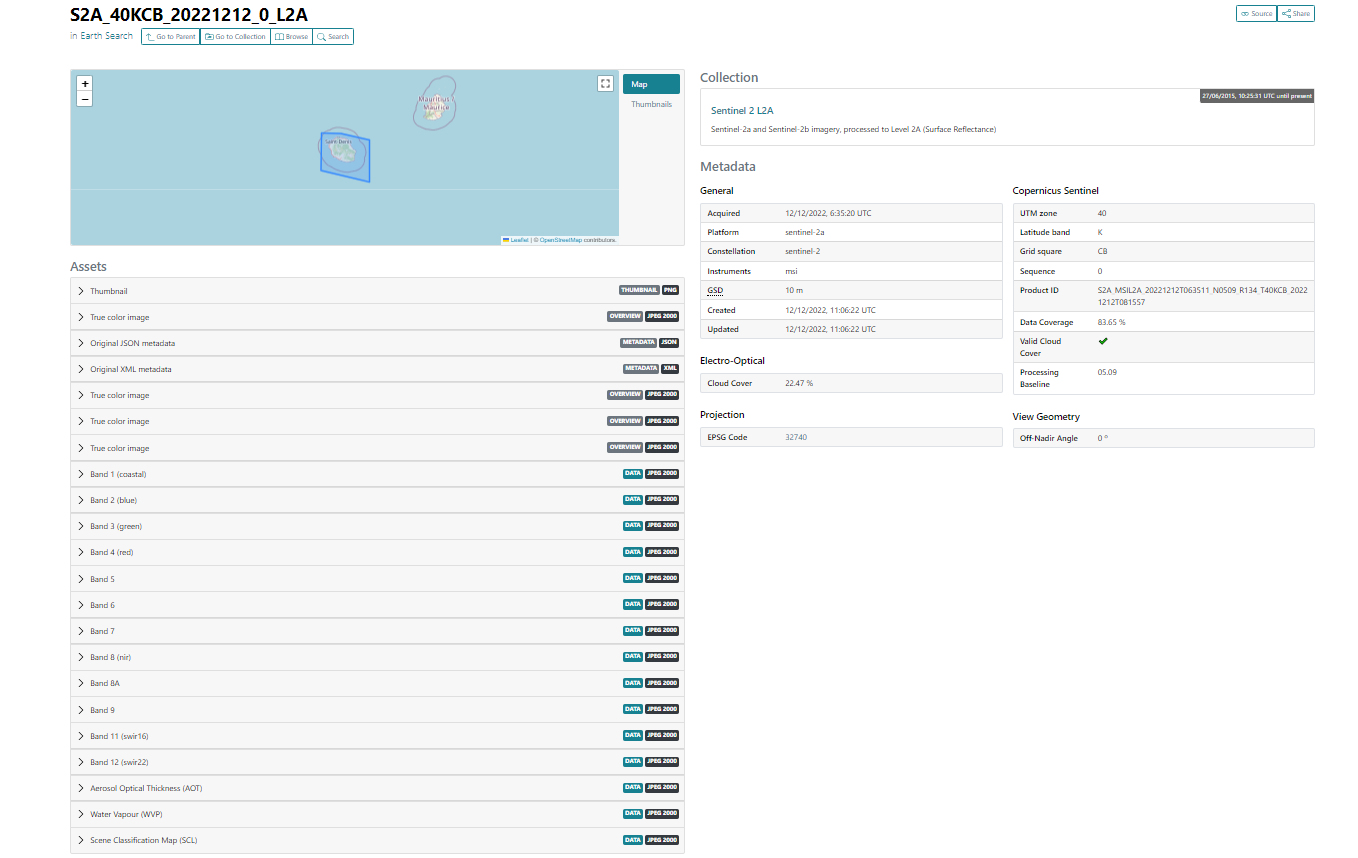 S2A_40KCB_20221212_0_L2A
in Earth Search
Go to Parent
Go to Collection
Browse
Search
Source
Share
+
−
Mauritius /
Maurice
Saint-Denis
Leaflet | © OpenStreetMap contributors.
Map
Thumbnails
Assets
Thumbnail THUMBNAIL PNG
True color image OVERVIEW JPEG 2000
Original JSON metadata METADATA JSON
Original XML metadata METADATA XML
True color image OVERVIEW JPEG 2000
True color image OVERVIEW JPEG 2000
True color image OVERVIEW JPEG 2000
Band 1 (coastal) DATA JPEG 2000
Band 2 (blue) DATA JPEG 2000
Band 3 (green) DATA JPEG 2000
Band 4 (red) DATA JPEG 2000
Band 5 DATA JPEG 2000
Band 6 DATA JPEG 2000
Band 7 DATA JPEG 2000
Band 8 (nir) DATA JPEG 2000
Band 8A DATA JPEG 2000
Band 9 DATA JPEG 2000
Band 11 (swir16) DATA JPEG 2000
Band 12 (swir22) DATA JPEG 2000
Aerosol Optical Thickness (AOT) DATA JPEG 2000
Water Vapour (WVP) DATA JPEG 2000
Scene Classification Map (SCL) DATA JPEG 2000
Collection
27/06/2015, 10:25:31 UTC until present
Sentinel 2 L2A
Sentinel-2a and Sentinel-2b imagery, processed to Level 2A (Surface Reflectance)
Metadata
General
Acquired 12/12/2022, 6:35:20 UTC
Platform sentinel-2a
Constellation sentinel-2
Instruments msi
GSD 10 m
Created 12/12/2022, 11:06:22 UTC
Updated 12/12/2022, 11:06:22 UTC
Electro-Optical
Cloud Cover 22.47 %
Projection
EPSG Code 32740
Copernicus Sentinel
UTM zone 40
Latitude band K
Grid square CB
Sequence 0
Product ID S2A_MSIL2A_20221212T063511_N0509_R134_T40KCB_2022
1212T081557
Data Coverage 83.65 %
Valid Cloud
Cover
Processing 05.09
Baseline
View Geometry
Off-Nadir Angle 0 °